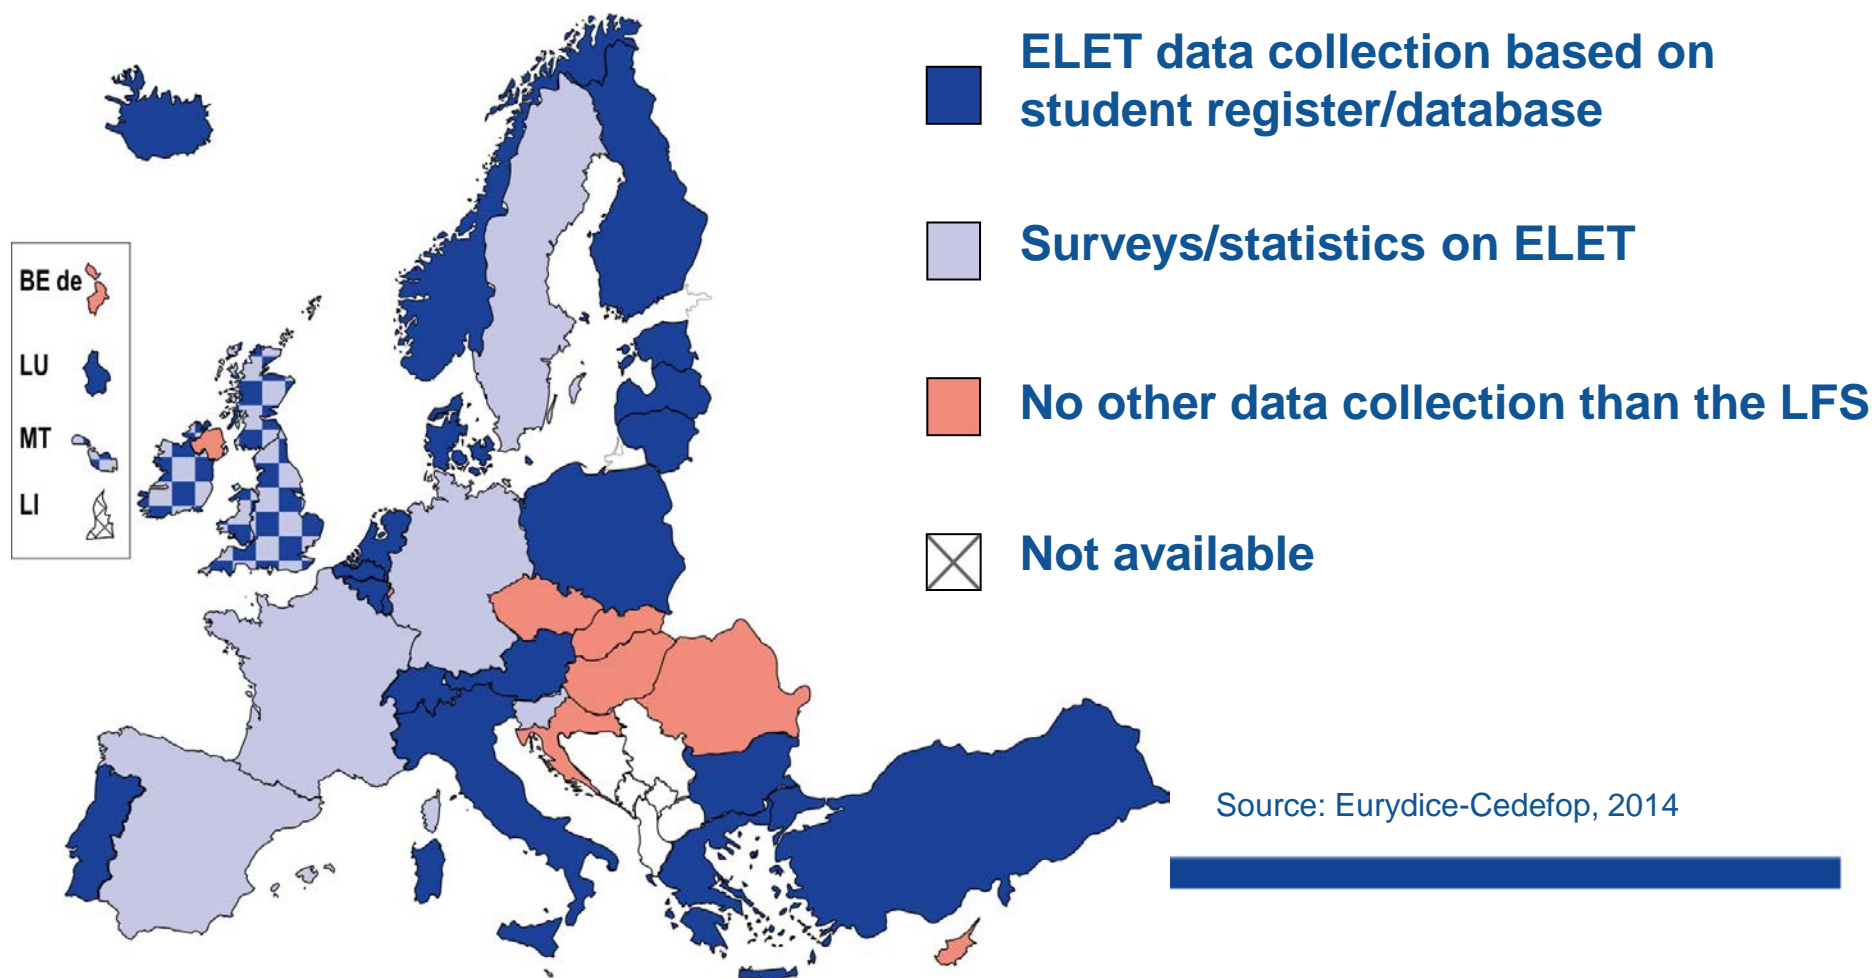 ELET data collection based on
student register/database
Surveys/statistics on ELET
No other data collection than the LFS
Not available
BE de
LU
MT
LI
Source: Eurydice-Cedefop, 2014